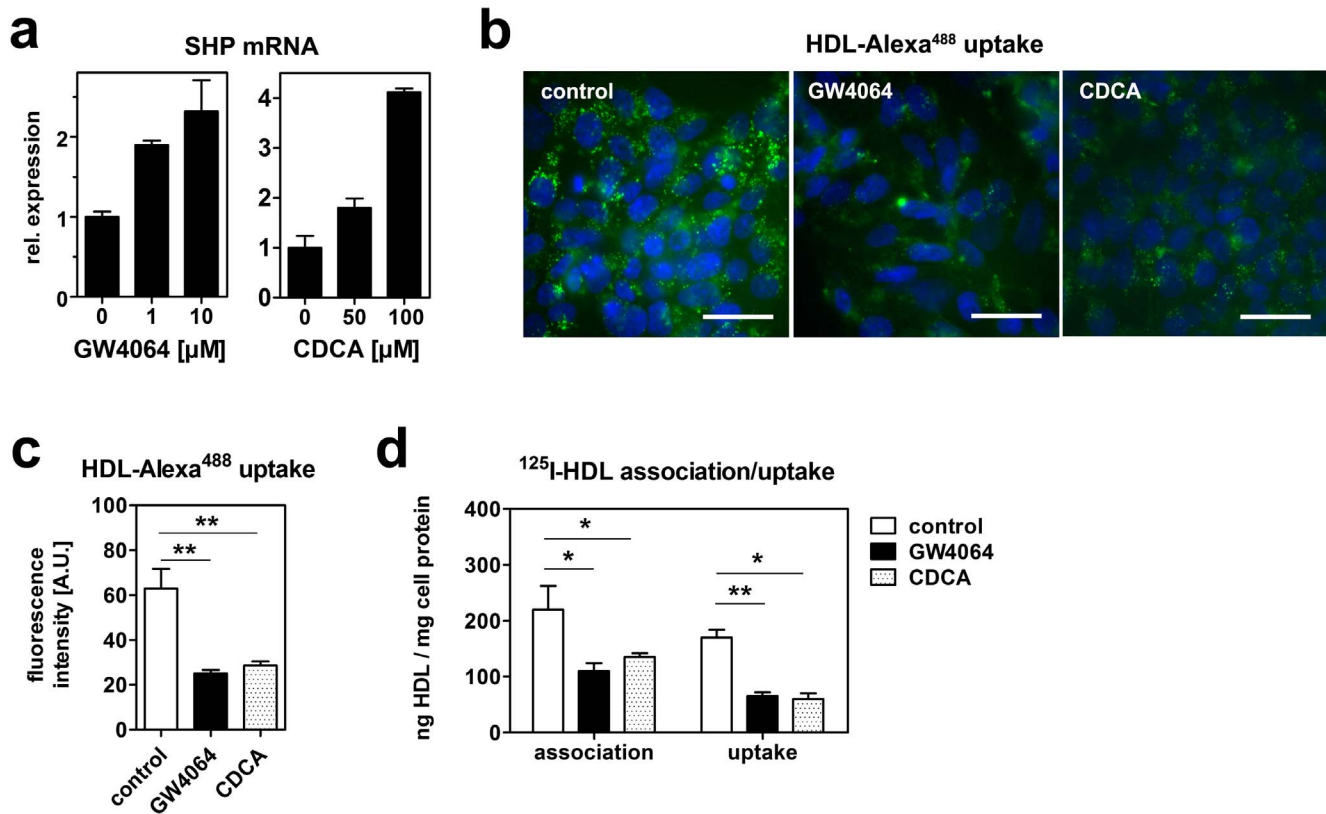 a
SHP mRNA
rel. expression
2
1
0
0 1 10
GW4064 [µM]
4
3
2
1
0
0 50 100
CDCA [µM]
b
HDL-Alexa⁴⁸⁸ uptake
control
GW4064
CDCA
c
HDL-Alexa⁴⁸⁸ uptake
fluorescence
intensity [A.U.]
100
80
60
40
20
0
**
**
control
GW4064
CDCA
d
¹²⁵I-HDL association/uptake
ng HDL / mg cell protein
400
300
200
100
0
*
*
*
**
association uptake
control
GW4064
CDCA